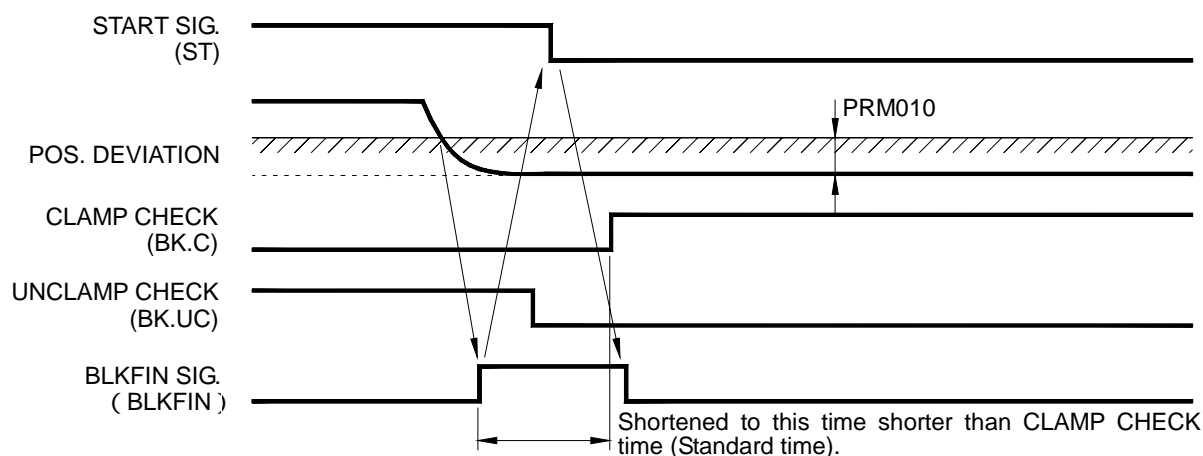 START SIG.
(ST)
PRM010
POS. DEVIATION
CLAMP CHECK
(BK.C)
UNCLAMP CHECK
(BK.UC)
BLKFIN SIG.
( BLKFIN )
Shortened to this time shorter than CLAMP CHECK
time (Standard time).